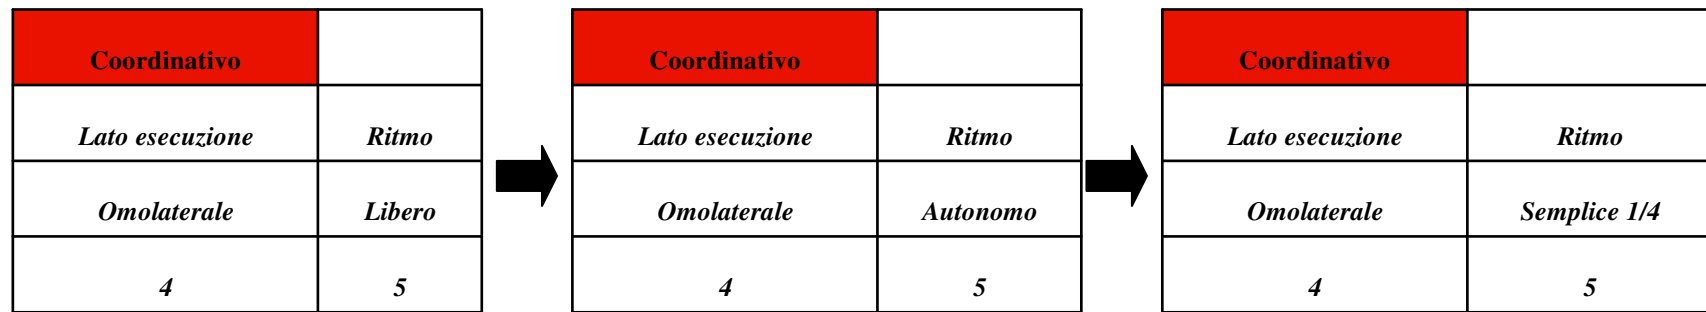 Coordinativo
Lato esecuzione Ritmo
Omolaterale Libero
4 5
Coordinativo
Lato esecuzione Ritmo
Omolaterale Autonomo
4 5
Coordinativo
Lato esecuzione Ritmo
Omolaterale Semplice 1/4
4 5